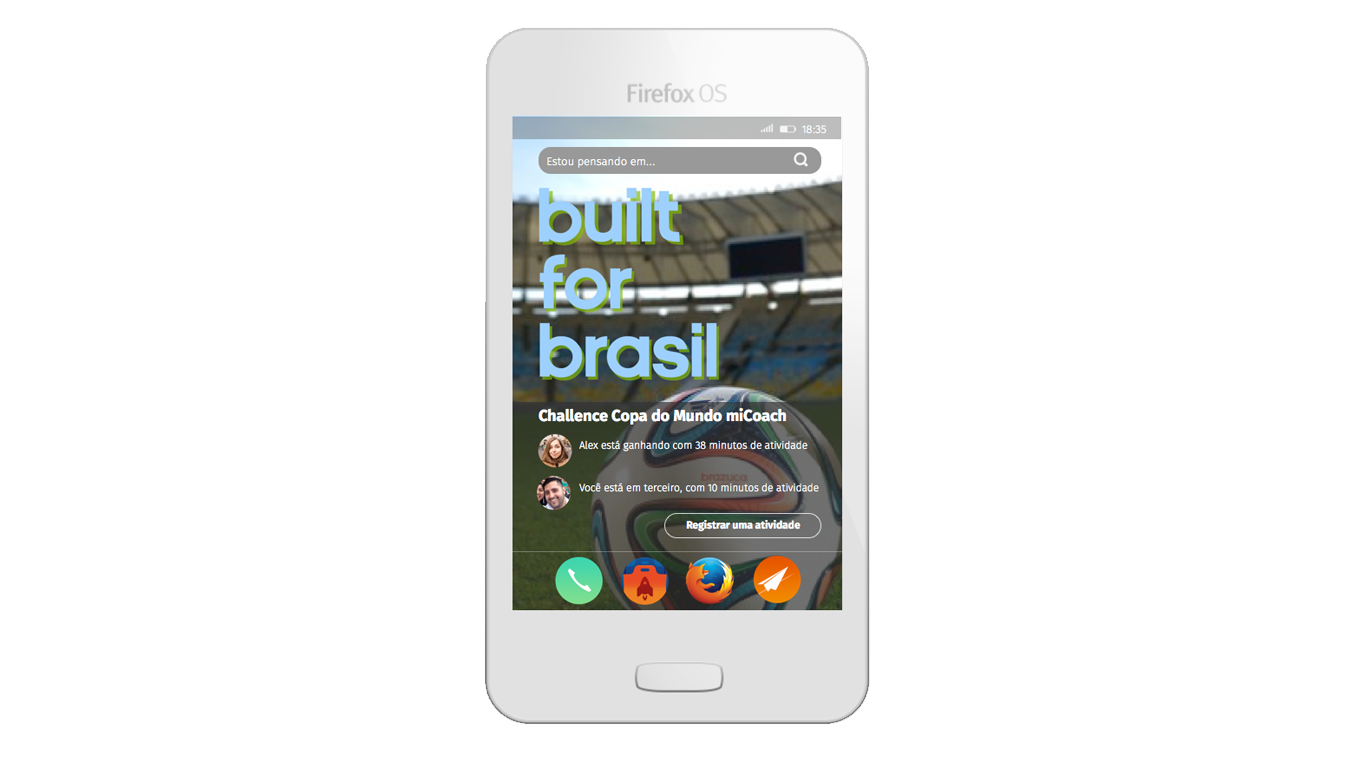 Firefox OS
18:35
Estou pensando em...
built
for
brasil
Challence Copa do Mundo miCoach
Alex está ganhando com 38 minutos de atividade
brazuca
Você está em terceiro, com 10 minutos de atividade
Registrar uma atividade